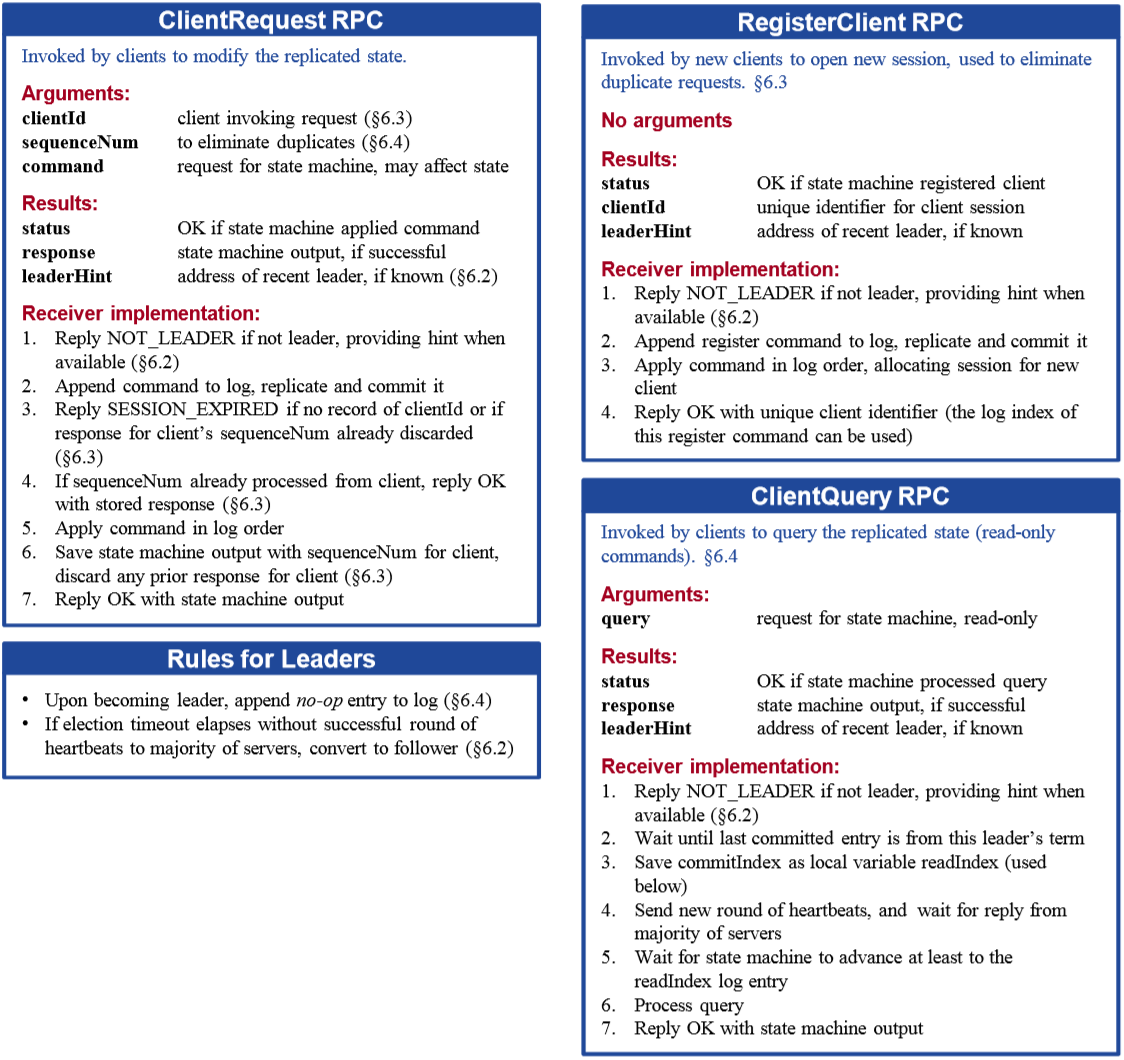 ClientRequest RPC
Invoked by clients to modify the replicated state.
Arguments:
clientId client invoking request (§6.3)
sequenceNum to eliminate duplicates (§6.4)
command request for state machine, may affect state
Results:
status OK if state machine applied command
response state machine output, if successful
leaderHint address of recent leader, if known (§6.2)
Receiver implementation:
1. Reply NOT_LEADER if not leader, providing hint when
available (§6.2)
2. Append command to log, replicate and commit it
3. Reply SESSION_EXPIRED if no record of clientId or if
response for client's sequenceNum already discarded
(§6.3)
4. If sequenceNum already processed from client, reply OK
with stored response (§6.3)
5. Apply command in log order
6. Save state machine output with sequenceNum for client,
discard any prior response for client (§6.3)
7. Reply OK with state machine output
Rules for Leaders
• Upon becoming leader, append no-op entry to log (§6.4)
• If election timeout elapses without successful round of
heartbeats to majority of servers, convert to follower (§6.2)
RegisterClient RPC
Invoked by new clients to open new session, used to eliminate
duplicate requests. §6.3
No arguments
Results:
status OK if state machine registered client
clientId unique identifier for client session
leaderHint address of recent leader, if known
Receiver implementation:
1. Reply NOT_LEADER if not leader, providing hint when
available (§6.2)
2. Append register command to log, replicate and commit it
3. Apply command in log order, allocating session for new
client
4. Reply OK with unique client identifier (the log index of
this register command can be used)
ClientQuery RPC
Invoked by clients to query the replicated state (read-only
commands). §6.4
Arguments:
query request for state machine, read-only
Results:
status OK if state machine processed query
response state machine output, if successful
leaderHint address of recent leader, if known
Receiver implementation:
1. Reply NOT_LEADER if not leader, providing hint when
available (§6.2)
2. Wait until last committed entry is from this leader's term
3. Save commitIndex as local variable readIndex (used
below)
4. Send new round of heartbeats, and wait for reply from
majority of servers
5. Wait for state machine to advance at least to the
readIndex log entry
6. Process query
7. Reply OK with state machine output